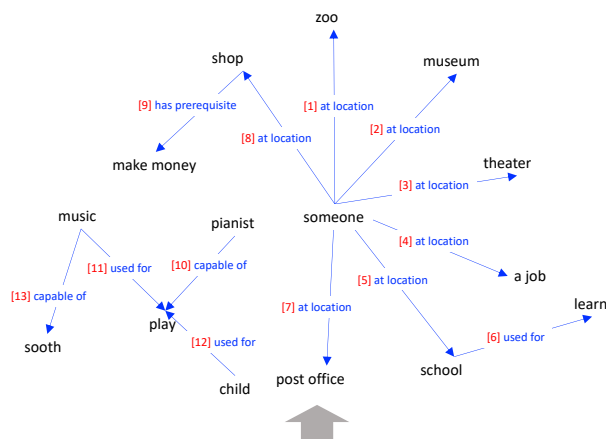 zoo
shop
museum
[9] has prerequisite
[1] at location
[2] at location
[8] at location
make money
theater
[3] at location
music
pianist
someone
[4] at location
[11] used for
[10] capable of
[5] at location
a job
[13] capable of
[7] at location
learn
play
[6] used for
sooth
[12] used for
post office
school
child